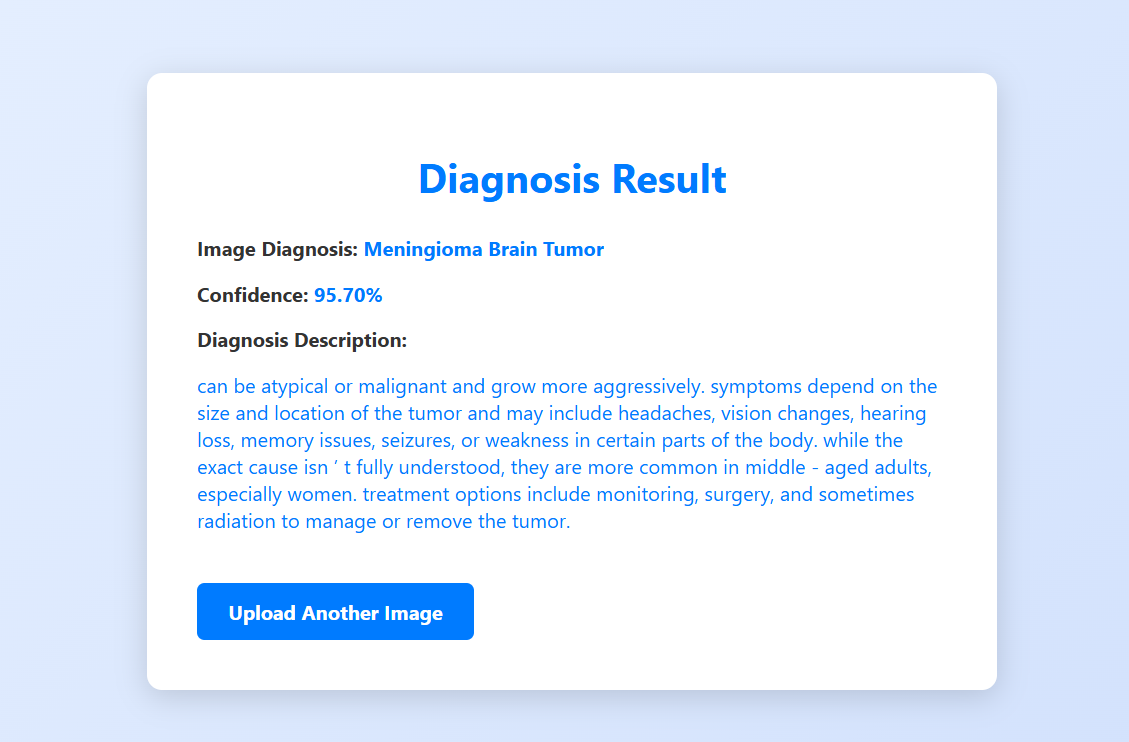 Diagnosis Result
Image Diagnosis: Meningioma Brain Tumor
Confidence: 95.70%
Diagnosis Description:
can be atypical or malignant and grow more aggressively. symptoms depend on the
size and location of the tumor and may include headaches, vision changes, hearing
loss, memory issues, seizures, or weakness in certain parts of the body. while the
exact cause isn ’ t fully understood, they are more common in middle - aged adults,
especially women. treatment options include monitoring, surgery, and sometimes
radiation to manage or remove the tumor.
Upload Another Image